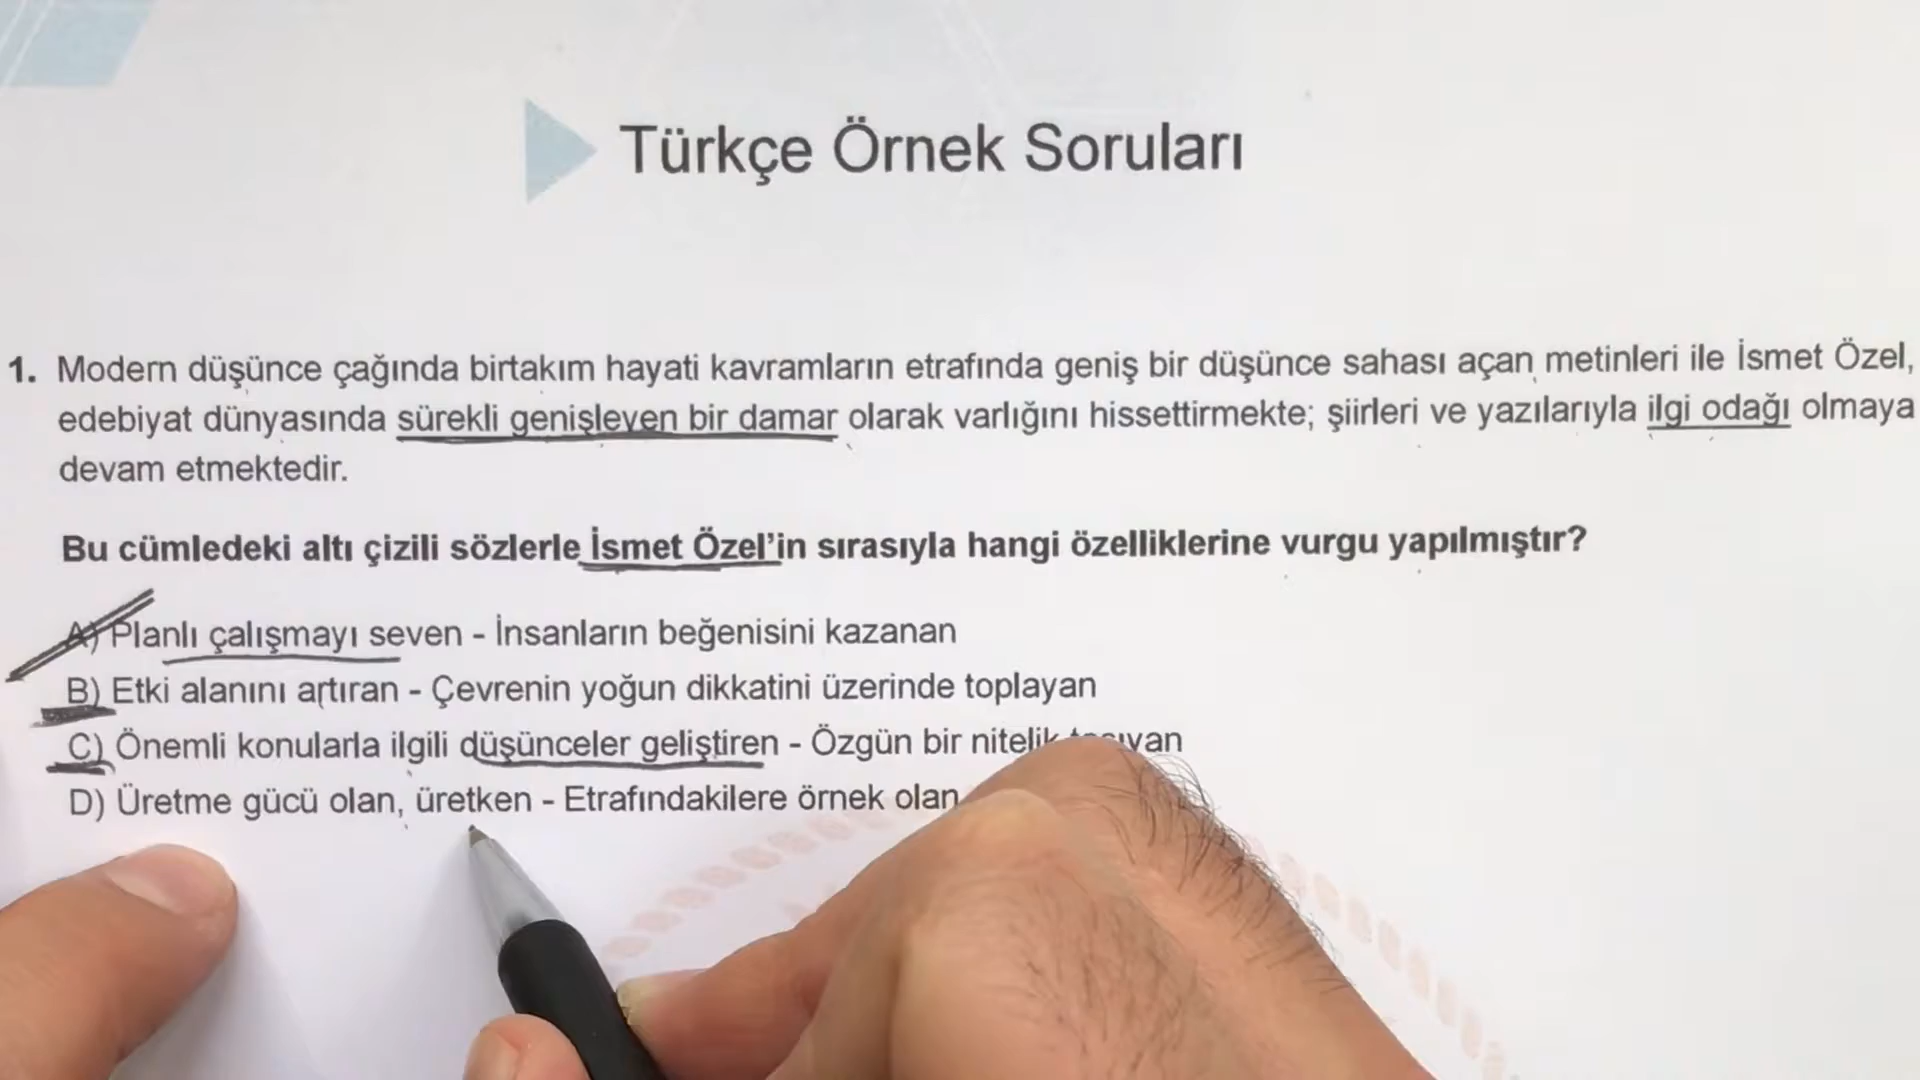 Türkçe Örnek Soruları
1. Modern düşünce çağında birtakım hayati kavramların etrafında geniş bir düşünce sahası açan metinleri ile İsmet Özel,
edebiyat dünyasında sürekli genişleyen bir damar olarak varlığını hissettirmekte; şiirleri ve yazılarıyla ilgi odağı olmaya
devam etmektedir.
Bu cümledeki altı çizili sözlerle İsmet Özel'in sırasıyla hangi özelliklerine vurgu yapılmıştır?
A) Planlı çalışmayı seven - İnsanların beğenisini kazanan
B) Etki alanını artıran - Çevrenin yoğun dikkatini üzerinde toplayan
C) Önemli konularla ilgili düşünceler geliştiren - Özgün bir nitelik
D) Üretme gücü olan, üretken - Etrafındakilere örnek olan